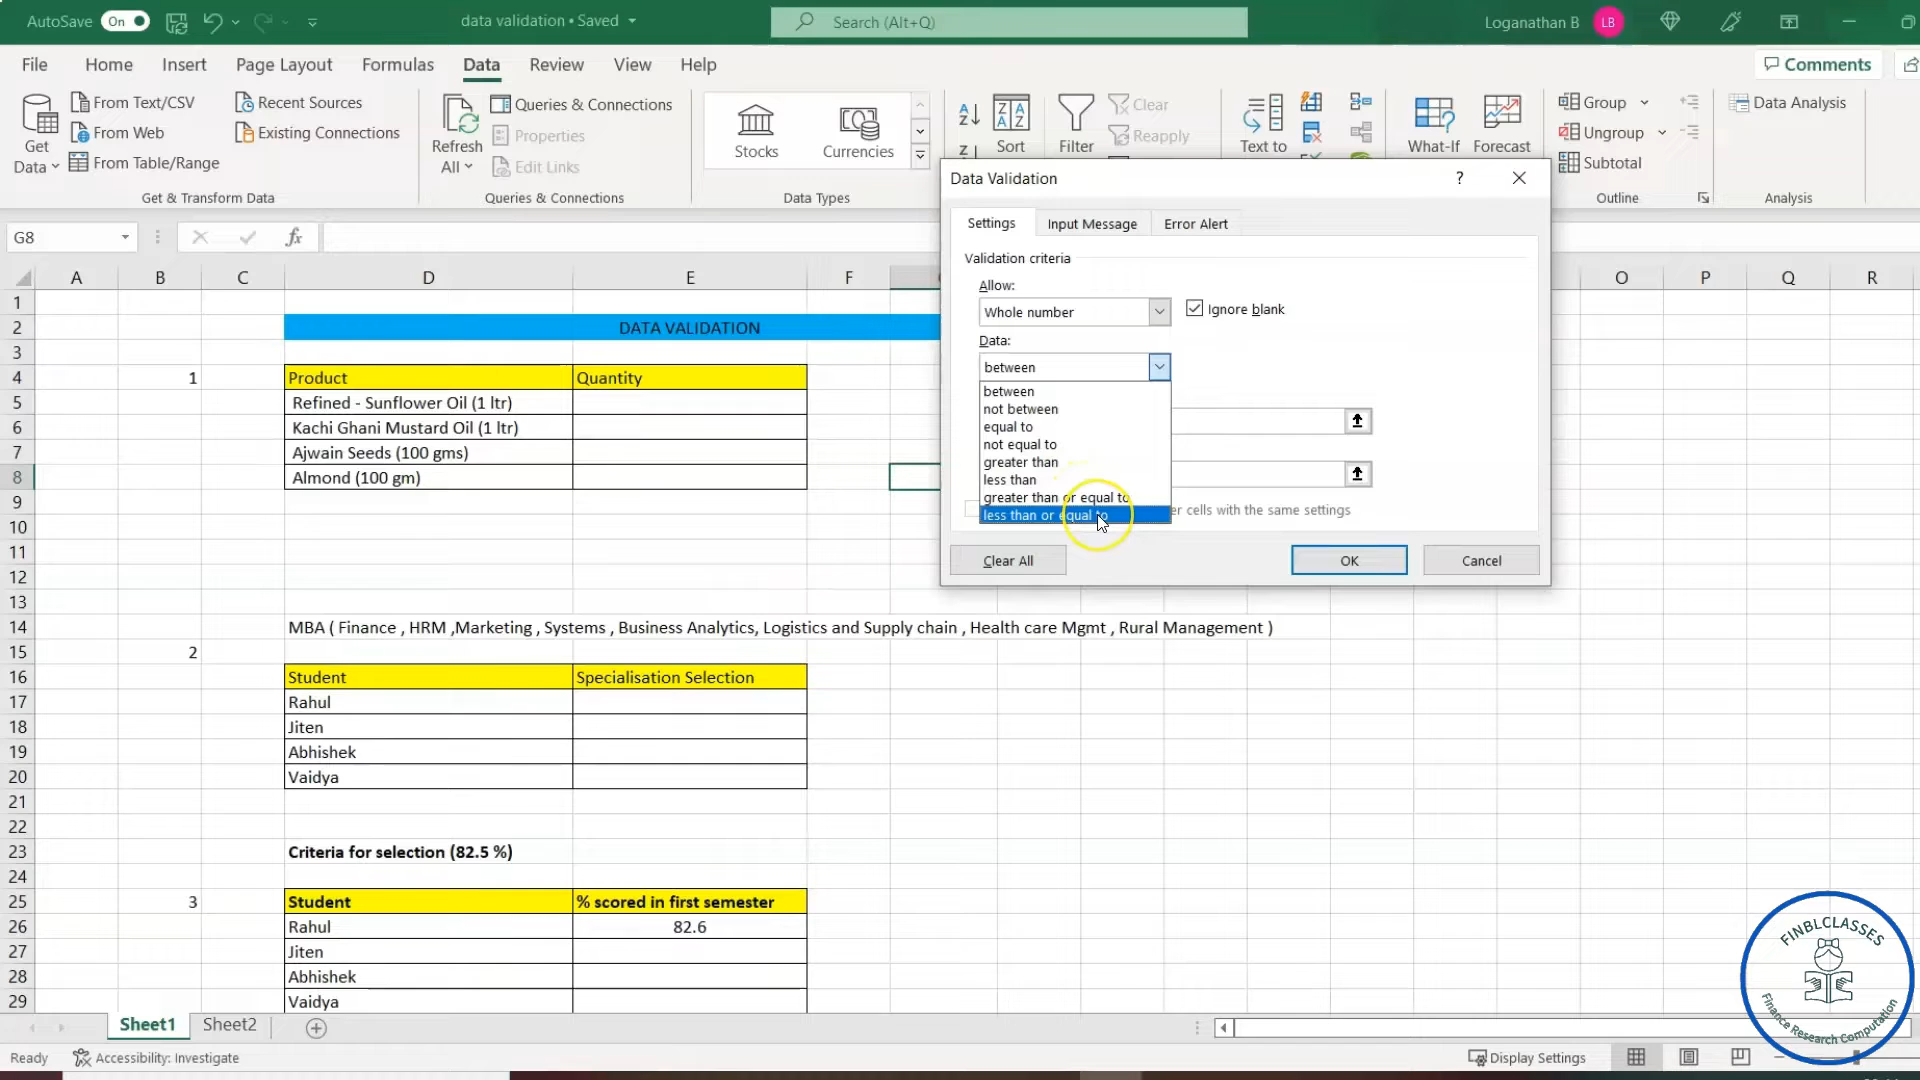 AutoSave On
data validation • Saved
Search (Alt+Q)
Loganathan B
LB
File Home Insert Page Layout Formulas Data Review View Help
Comments
Get Data
From Text/CSV
From Web
From Table/Range
Recent Sources
Existing Connections
Get & Transform Data
Refresh All
Queries & Connections
Properties
Edit Links
Queries & Connections
Stocks
Currencies
Data Types
Sort
Filter
Clear
Reapply
Text to
What-If
Forecast
Group
Ungroup
Subtotal
Outline
Data Analysis
Analysis
G8
fx
A B C D E F O P Q R
Data Validation
?
Settings Input Message Error Alert
Validation criteria
Allow:
Whole number
Ignore blank
Data:
between
between
not between
equal to
not equal to
greater than
less than
greater than or equal to
less than or equal to
cells with the same settings
Clear All
OK
Cancel
1
2 DATA VALIDATION
3
4 1 Product Quantity
5 Refined - Sunflower Oil (1 ltr)
6 Kachi Ghani Mustard Oil (1 ltr)
7 Ajwain Seeds (100 gms)
8 Almond (100 gm)
9
10
11
12
13
14 MBA ( Finance , HRM ,Marketing , Systems , Business Analytics, Logistics and Supply chain , Health care Mgmt , Rural Management )
15 2
16 Student Specialisation Selection
17 Rahul
18 Jiten
19 Abhishek
20 Vaidya
21
22
23 Criteria for selection (82.5 %)
24
25 3 Student % scored in first semester
26 Rahul 82.6
27 Jiten
28 Abhishek
29 Vaidya
Sheet1 Sheet2
Ready
Accessibility: Investigate
Display Settings
FINBLCLASSES
Finance Research Computation